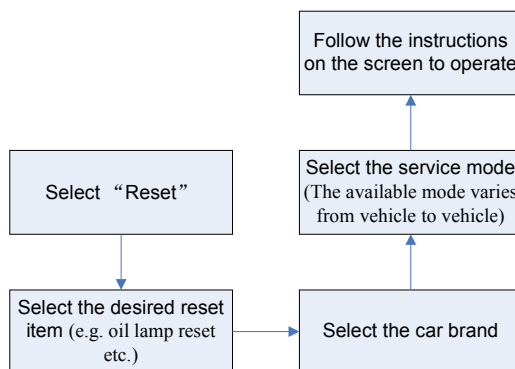 Follow the instructions
on the screen to operate
Select “Reset”
Select the service mode
(The available mode varies
from vehicle to vehicle)
Select the desired reset
item (e.g. oil lamp reset
etc.)
Select the car brand